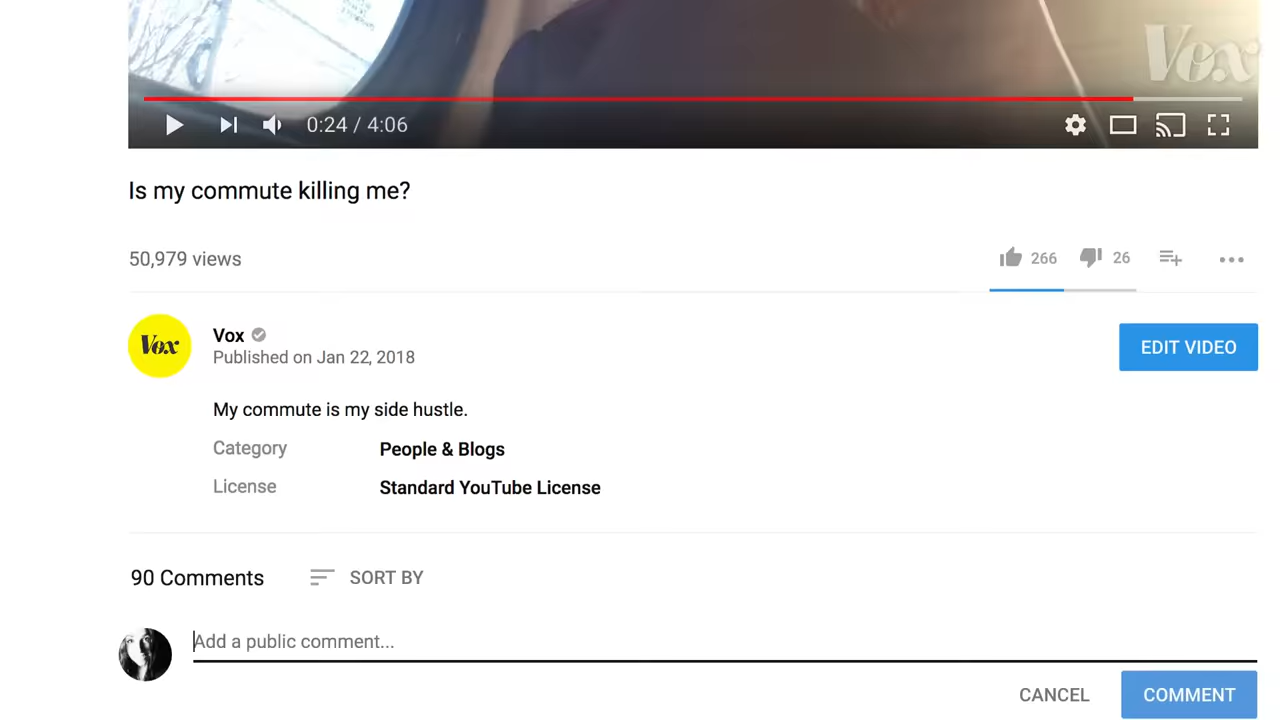 Vox
0:24 / 4:06
Is my commute killing me?
50,979 views
266
26
Vox
Vox
Published on Jan 22, 2018
EDIT VIDEO
My commute is my side hustle.
Category People & Blogs
License Standard YouTube License
90 Comments SORT BY
Add a public comment...
CANCEL COMMENT